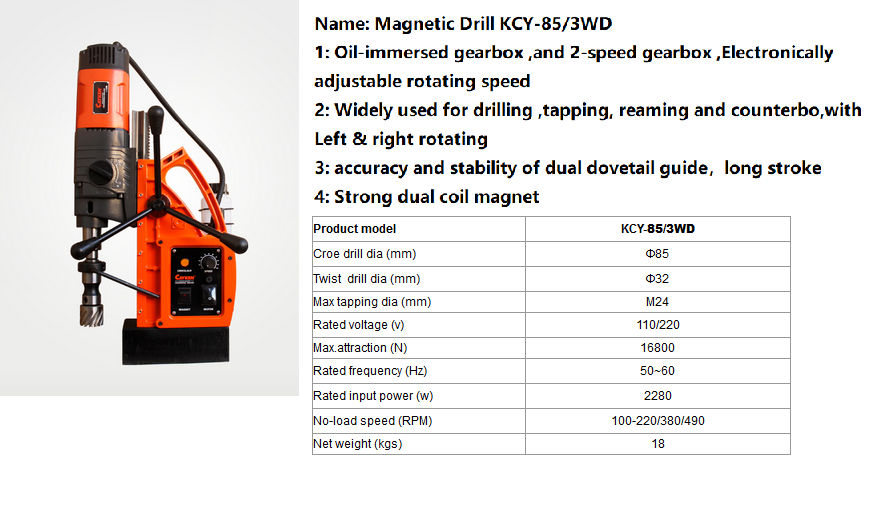 Name: Magnetic Drill KCY-85/3WD
1: Oil-immersed gearbox ,and 2-speed gearbox ,Electronically
adjustable rotating speed
2: Widely used for drilling ,tapping, reaming and counterbo,with
Left & right rotating
3: accuracy and stability of dual dovetail guide, long stroke
4: Strong dual coil magnet
Product model KCY-85/3WD
Croe drill dia (mm) Φ85
Twist drill dia (mm) Φ32
Max tapping dia (mm) M24
Rated voltage (v) 110/220
Max.attraction (N) 16800
Rated frequency (Hz) 50~60
Rated input power (w) 2280
No-load speed (RPM) 100-220/380/490
Net weight (kgs) 18
Cayken
MAGNET MOTOR